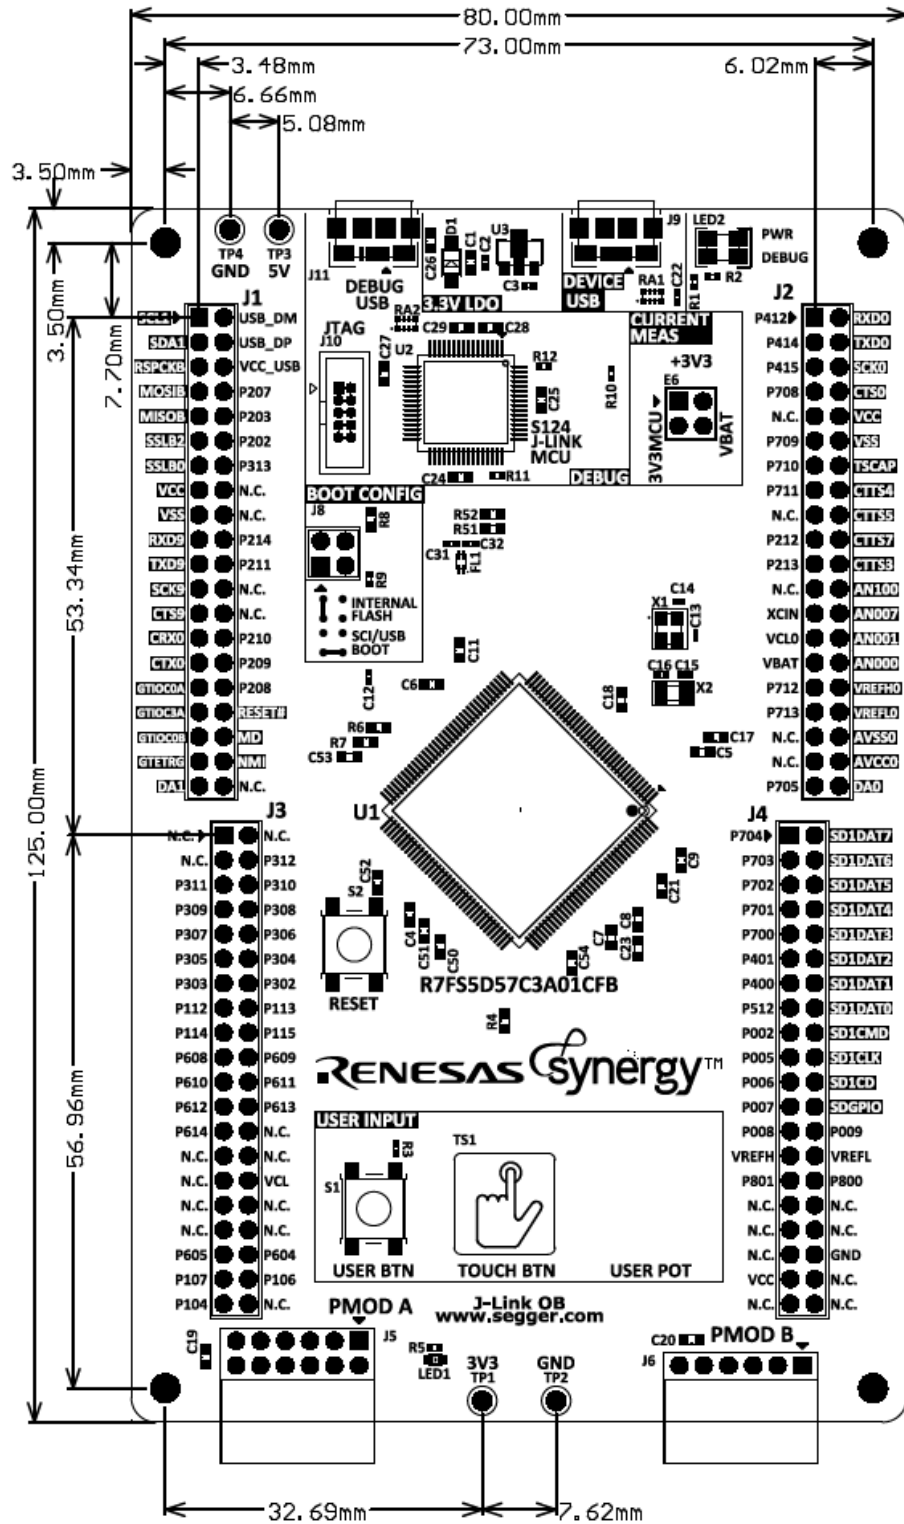 80.00mm
73.00mm
3.48mm
6.02mm
6.66mm
5.08mm
3.50mm
3.50mm
7.70mm
53.34mm
125.00mm
56.96mm
TP4
GND
TP3
5V
J11
DEBUG
USB
C26
D1
C1
C2
U3
C3
3.3V LDO
J9
DEVICE
USB
RA1
C22
R1
R2
LED2
PWR
DEBUG
J1
USB_DM
SDA1
USB_DP
RSPCKB
VCC_USB
MOSIB
P207
MISOB
P203
SSLB2
P202
SSLB0
P313
VCC
N.C.
VSS
N.C.
RXD9
P214
TXD9
P211
SCK9
N.C.
CTS9
N.C.
CRX0
P210
CTX0
P209
GTIOC0A
P208
GTIOC3A
RESET#
GTIOC0B
MD
GTETRG
NMI
DA1
N.C.
JTAG
J10
RA2
U2
C27
C29
C28
R12
C25
S124
J-LINK
MCU
C24
R11
R10
DEBUG
CURRENT
MEAS
+3V3
E6
3V3MCU
VBAT
BOOT CONFIG
J8
R8
R9
INTERNAL
FLASH
SCI/USB
BOOT
R52
R51
C31
C32
FL1
C11
C12
C6
R6
R7
C53
X1
C14
C13
C16
C15
X2
C18
C17
C5
J2
P412
RXD0
P414
TXD0
P415
SCK0
P708
CTS0
N.C.
VCC
P709
VSS
P710
TSCAP
P711
CTTS4
N.C.
CTTS5
P212
CTTS7
P213
CTTS3
N.C.
AN100
XCIN
AN007
VCL0
AN001
VBAT
AN000
P712
VREFH0
P713
VREFL0
N.C.
AVSS0
N.C.
AVCC0
P705
DA0
U1
J3
N.C.
N.C.
N.C.
P312
P311
P310
P309
P308
P307
P306
P305
P304
P303
P302
P112
P113
P114
P115
P608
P609
P610
P611
P612
P613
P614
N.C.
N.C.
N.C.
N.C.
VCL
N.C.
N.C.
N.C.
N.C.
P605
P604
P107
P106
P104
N.C.
C52
S2
RESET
C4
C51
C50
C9
C21
C8
C7
C23
C54
R7FS5D57C3A01CFB
R4
RENESAS synergy™
J4
P704
SD1DAT7
P703
SD1DAT6
P702
SD1DAT5
P701
SD1DAT4
P700
SD1DAT3
P401
SD1DAT2
P400
SD1DAT1
P512
SD1DAT0
P002
SD1CMD
P005
SD1CLK
P006
SD1CD
P007
SDGPIO
P008
P009
VREFH
VREFL
P801
P800
N.C.
N.C.
N.C.
N.C.
N.C.
GND
VCC
N.C.
N.C.
N.C.
USER INPUT
R3
S1
TS1
USER BTN
TOUCH BTN
USER POT
PMOD A
J-Link OB
www.segger.com
C19
J5
R5
LED1
3V3
TP1
GND
TP2
C20
PMOD B
J6
32.69mm
7.62mm